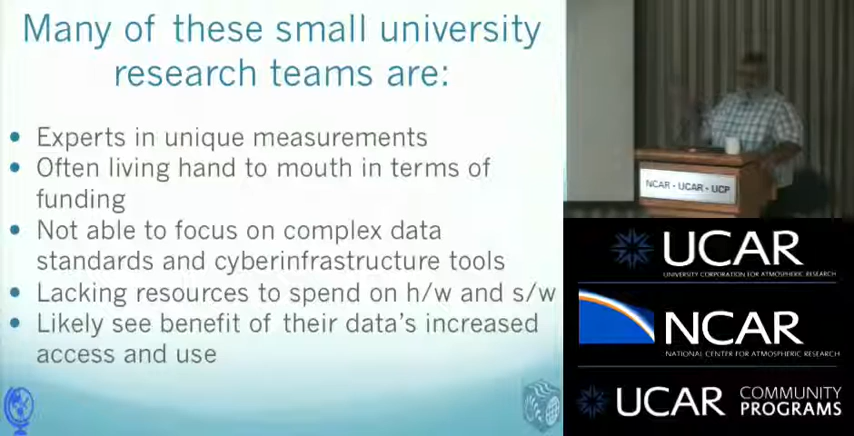 Many of these small university
research teams are:
• Experts in unique measurements
• Often living hand to mouth in terms of
funding
• Not able to focus on complex data
standards and cyberinfrastructure tools
• Lacking resources to spend on h/w and s/w
• Likely see benefit of their data's increased
access and use
NCAR • UCAR • UCP
UCAR
UNIVERSITY CORPORATION FOR ATMOSPHERIC RESEARCH
NCAR
NATIONAL CENTER FOR ATMOSPHERIC RESEARCH
UCAR COMMUNITY
PROGRAMS